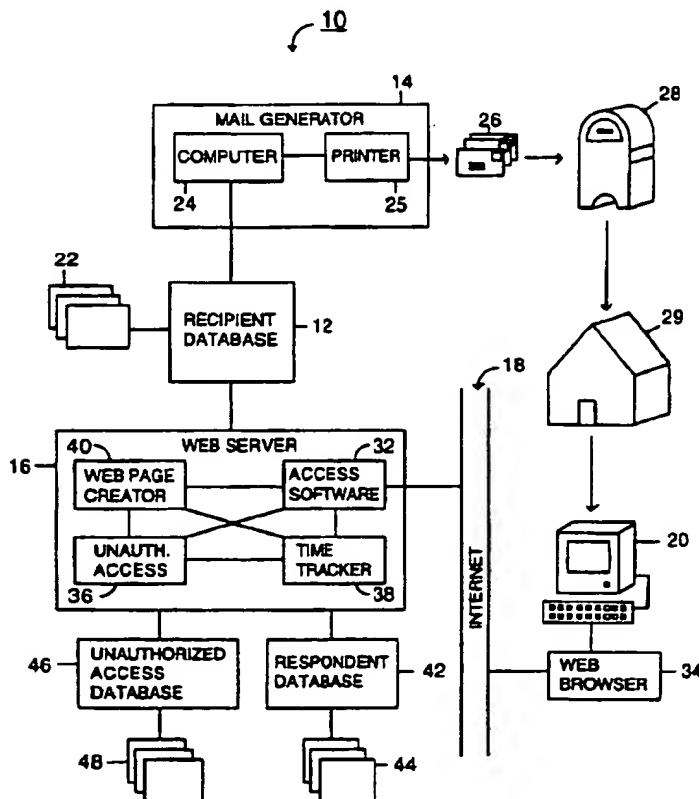 10
14
MAIL GENERATOR
COMPUTER
PRINTER
24
25
26
28
22
RECIPIENT
DATABASE
12
29
18
WEB SERVER
16
40
32
WEB PAGE
CREATOR
ACCESS
SOFTWARE
UNAUTH.
ACCESS
TIME
TRACKER
36
38
INTERNET
20
46
UNAUTHORIZED
ACCESS
DATABASE
RESPONDENT
DATABASE
42
WEB
BROWSER
34
48
44